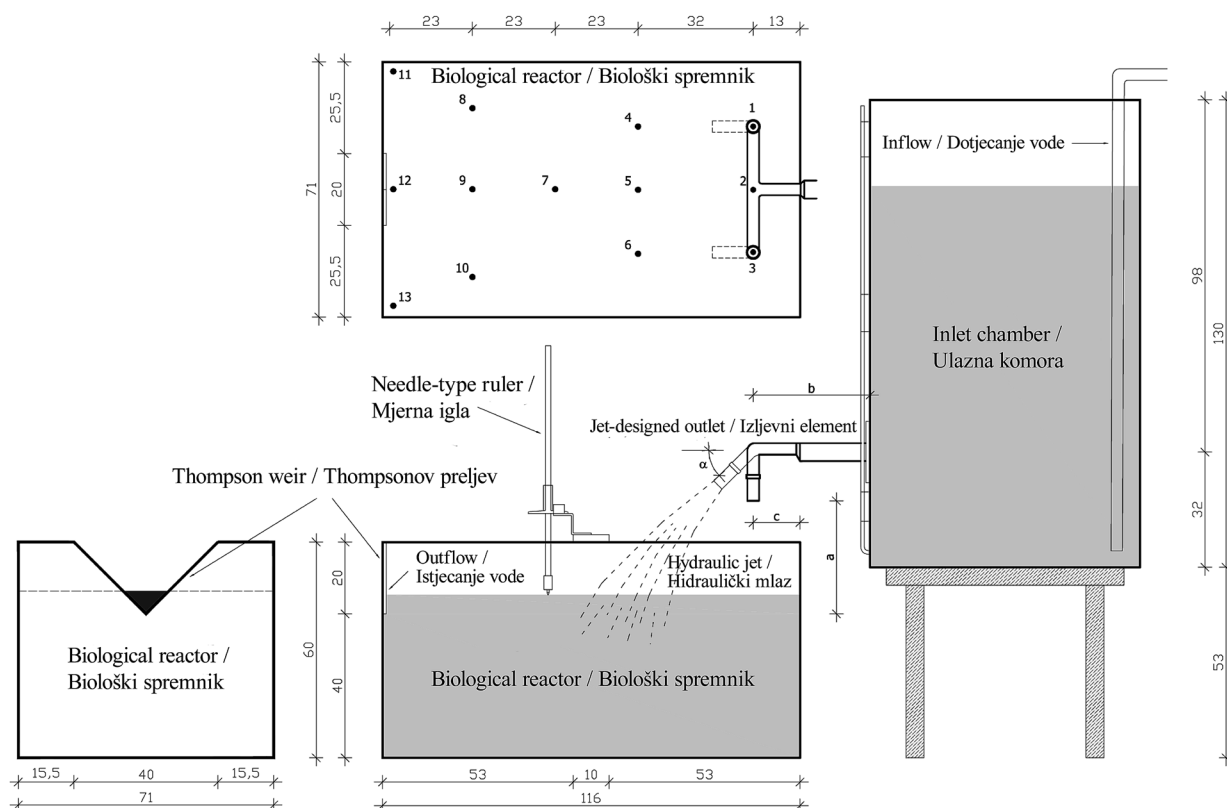 23 23 23 32 13
Biological reactor / Biološki spremnik
11
8
1
4
12
9
7
5
2
6
10
3
13
25,5
20
25,5
71
Inflow / Dotjecanje vode
98
130
Inlet chamber /
Ulazna komora
Needle-type ruler /
Mjerna igla
b
Jet-designed outlet / Izljevni element
α
Thompson weir / Thompsonov preljev
c
a
32
Outflow /
Istjecanje vode
Hydraulic jet /
Hidraulički mlaz
20
60
40
Biological reactor /
Biološki spremnik
Biological reactor / Biološki spremnik
53
15,5 40 15,5
71
53 10 53
116